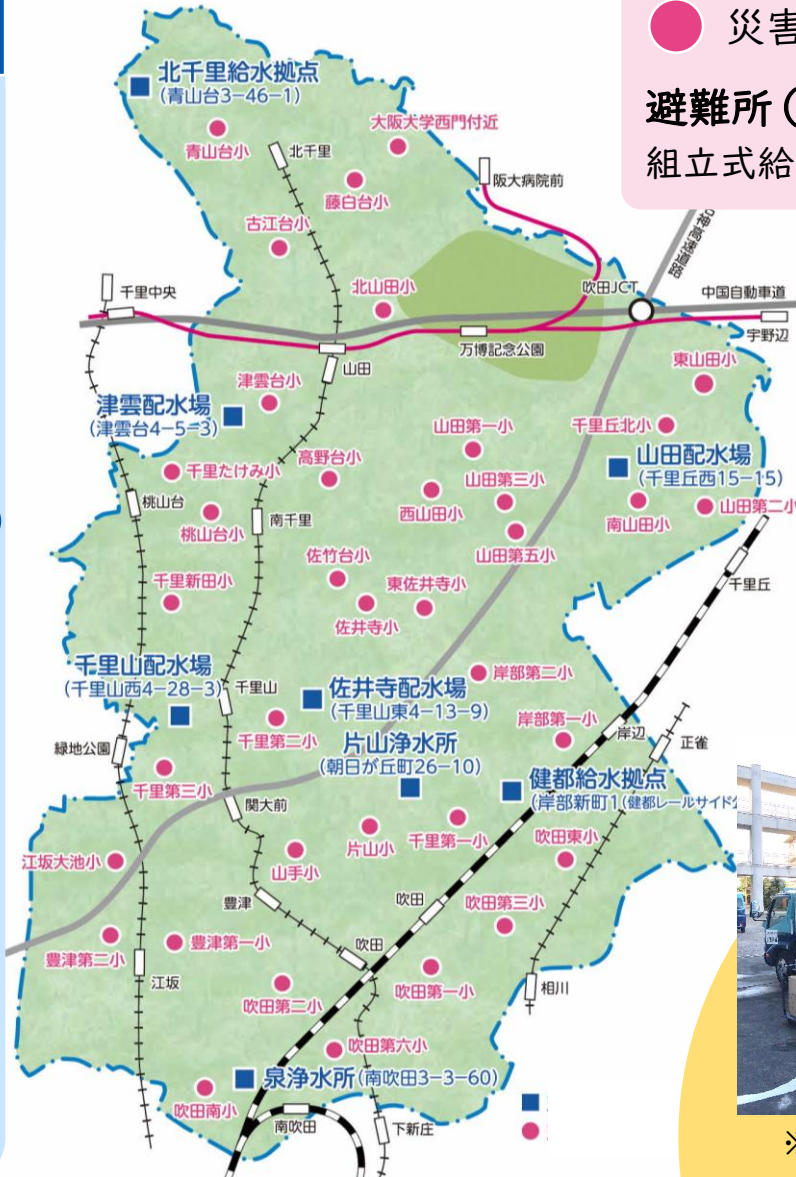 災害
避難所
組立式給
北千里給水拠点
(青山台3-46-1)
大阪大学西門付近
青山台小
北千里
阪大病院前
藤白台小
古江台小
千里中央
北山田小
吹田JCT
中国自動車道
宇野辺
万博記念公園
山田
東山田小
津雲台小
津雲配水場
(津雲台4-5-3)
山田第一小
千里丘北小
山田配水場
(千里丘西15-15)
千里たけみ小
高野台小
山田第三小
西山田小
南山田小
山田第二小
桃山台
桃山台小
南千里
山田第五小
佐竹台小
東佐井寺小
千里新田小
佐井寺小
千里丘
千里山配水場
(千里山西4-28-3)
千里山
佐井寺配水場
(千里山東4-13-9)
岸部第二小
千里第二小
岸部第一小
岸辺
正雀
緑地公園
片山浄水所
(朝日が丘町26-10)
千里第三小
健都給水拠点
(岸部新町1(健都レールサイド
関大前
片山小
千里第一小
吹田東小
江坂大池小
山手小
豊津
吹田
吹田第三小
豊津第二小
豊津第一小
吹田
江坂
吹田第二小
吹田第一小
相川
吹田第六小
泉浄水所(南吹田3-3-60)
吹田南小
南吹田
下新庄
※